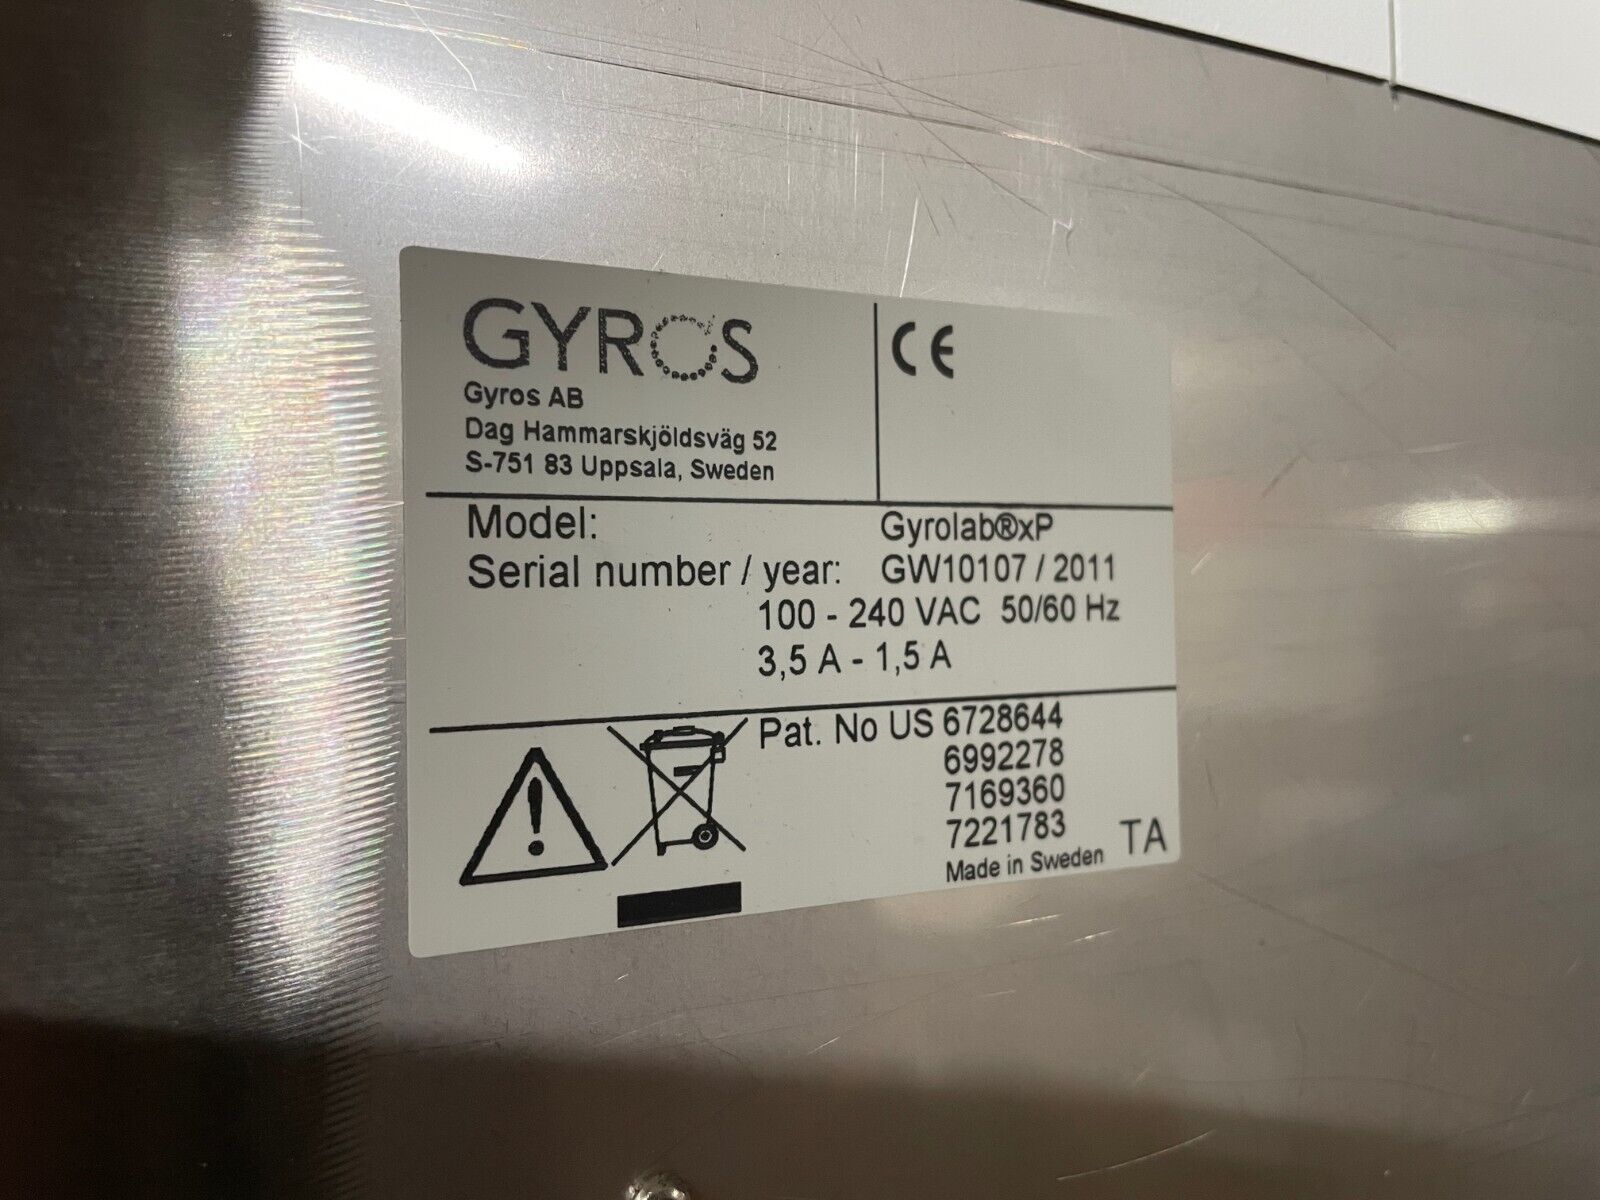 GYROS
CE
Gyros AB
Dag Hammarskjöldsväg 52
S-751 83 Uppsala, Sweden
Model: Gyrolab®xP
Serial number / year: GW10107 / 2011
100 - 240 VAC 50/60 Hz
3,5 A - 1,5 A
Pat. No US 6728644
6992278
7169360
7221783
Made in Sweden TA